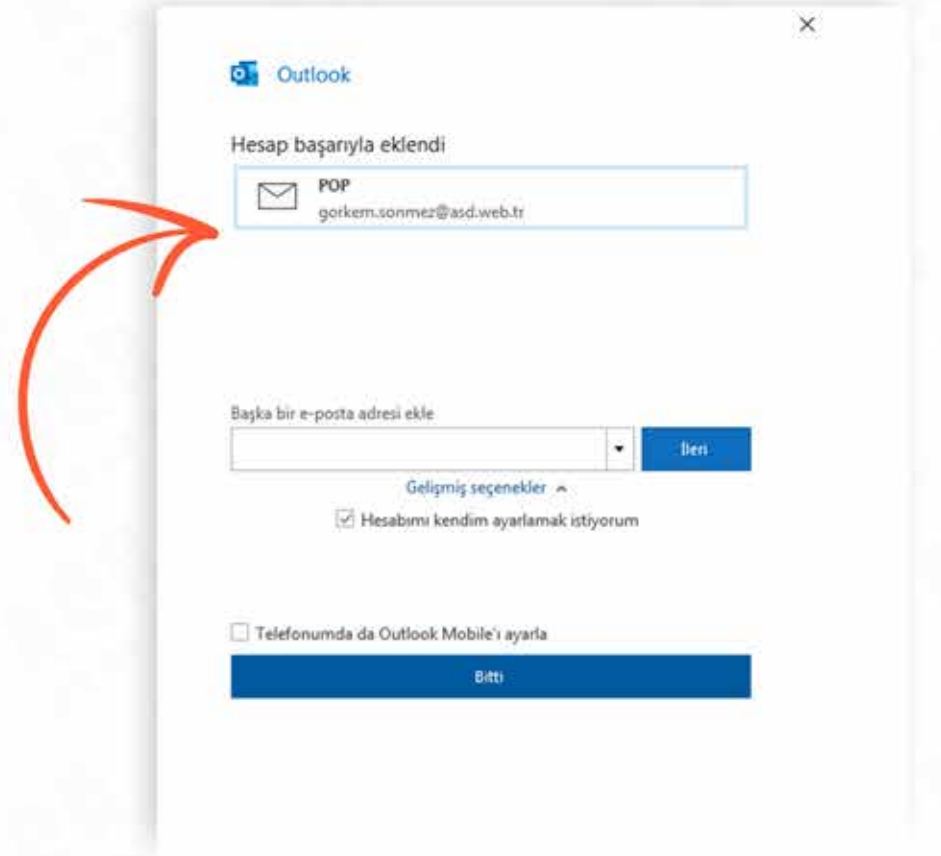 Outlook
Hesap başarıyla eklendi
POP
gorkem.sonmez@asd.web.tr
Başka bir e-posta adresi ekle
İleri
Gelişmiş seçenekler
Hesabımı kendim ayarlamak istiyorum
Telefonumda da Outlook Mobile'ı ayarla
Bitti